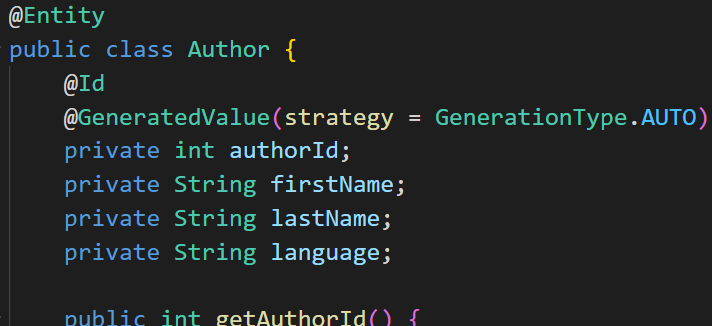 @Entity
public class Author {
@Id
@GeneratedValue(strategy = GenerationType.AUTO)
private int authorId;
private String firstName;
private String lastName;
private String language;
public int getAuthorId() {